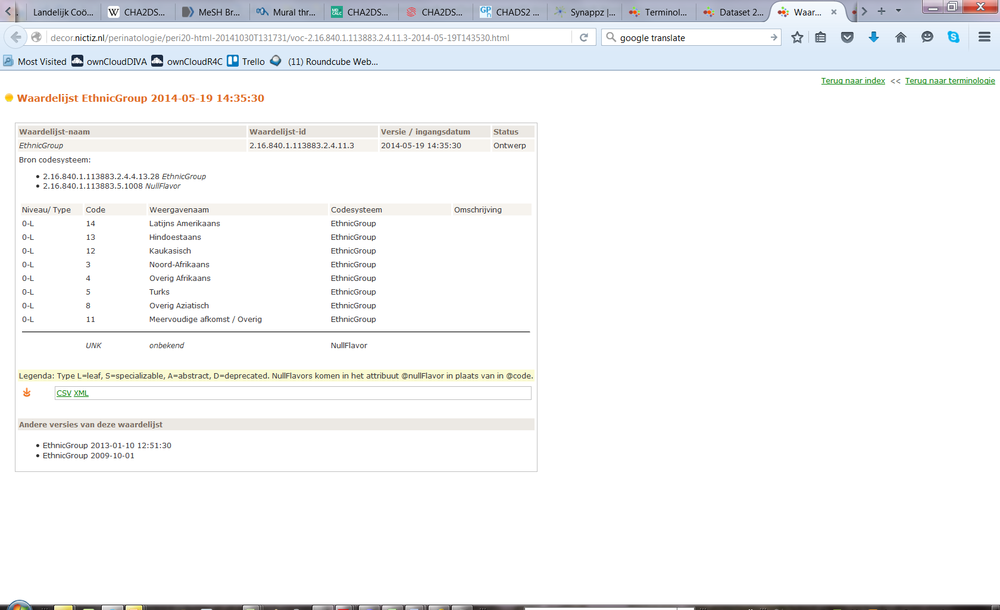 Landelijk Coö...
CHA2DS...
MeSH Br...
Mural thr...
CHA2DS...
CHA2DS...
CHADS2 ...
Synappz |...
Terminol...
Dataset 2...
Waar...
decor.nictiz.nl/perinatologie/peri20-html-20141030T131731/voc-2.16.840.1.113883.2.4.11.3-2014-05-19T143530.html
google translate
Most Visited ownCloudDIVA ownCloudR4C Trello (11) Roundcube Web...
Terug naar index << Terug naar terminologie
Waardelijst EthnicGroup 2014-05-19 14:35:30
Waardelijst-naam Waardelijst-id Versie / ingangsdatum Status
EthnicGroup 2.16.840.1.113883.2.4.11.3 2014-05-19 14:35:30 Ontwerp
Bron codesysteem:
• 2.16.840.1.113883.2.4.4.13.28 EthnicGroup
• 2.16.840.1.113883.5.1008 NullFlavor
Niveau/ Type Code Weergavenaam Codesysteem Omschrijving
0-L 14 Latijns Amerikaans EthnicGroup
0-L 13 Hindoestaans EthnicGroup
0-L 12 Kaukasisch EthnicGroup
0-L 3 Noord-Afrikaans EthnicGroup
0-L 4 Overig Afrikaans EthnicGroup
0-L 5 Turks EthnicGroup
0-L 8 Overig Aziatisch EthnicGroup
0-L 11 Meervoudige afkomst / Overig EthnicGroup
UNK onbekend NullFlavor
Legenda: Type L=leaf, S=specializable, A=abstract, D=deprecated. NullFlavors komen in het attribuut @nullFlavor in plaats van in @code.
CSV XML
Andere versies van deze waardelijst
• EthnicGroup 2013-01-10 12:51:30
• EthnicGroup 2009-10-01